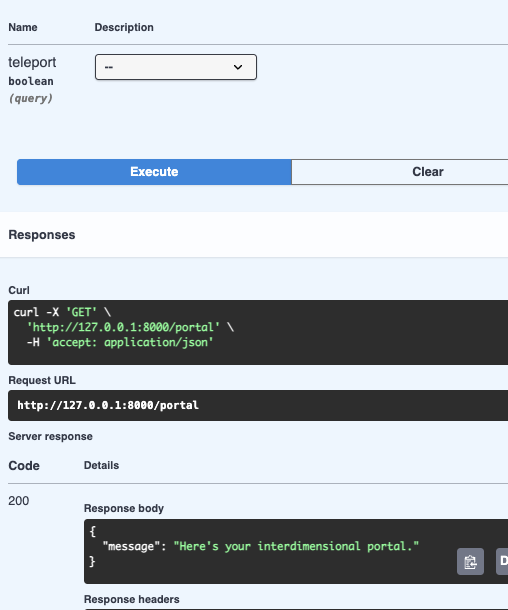 Name Description
teleport
boolean
(query)
--
Execute Clear
Responses
Curl
curl -X 'GET' \
  'http://127.0.0.1:8000/portal' \
  -H 'accept: application/json'
Request URL
http://127.0.0.1:8000/portal
Server response
Code Details
200
Response body
{
  "message": "Here's your interdimensional portal."
}
D
Response headers